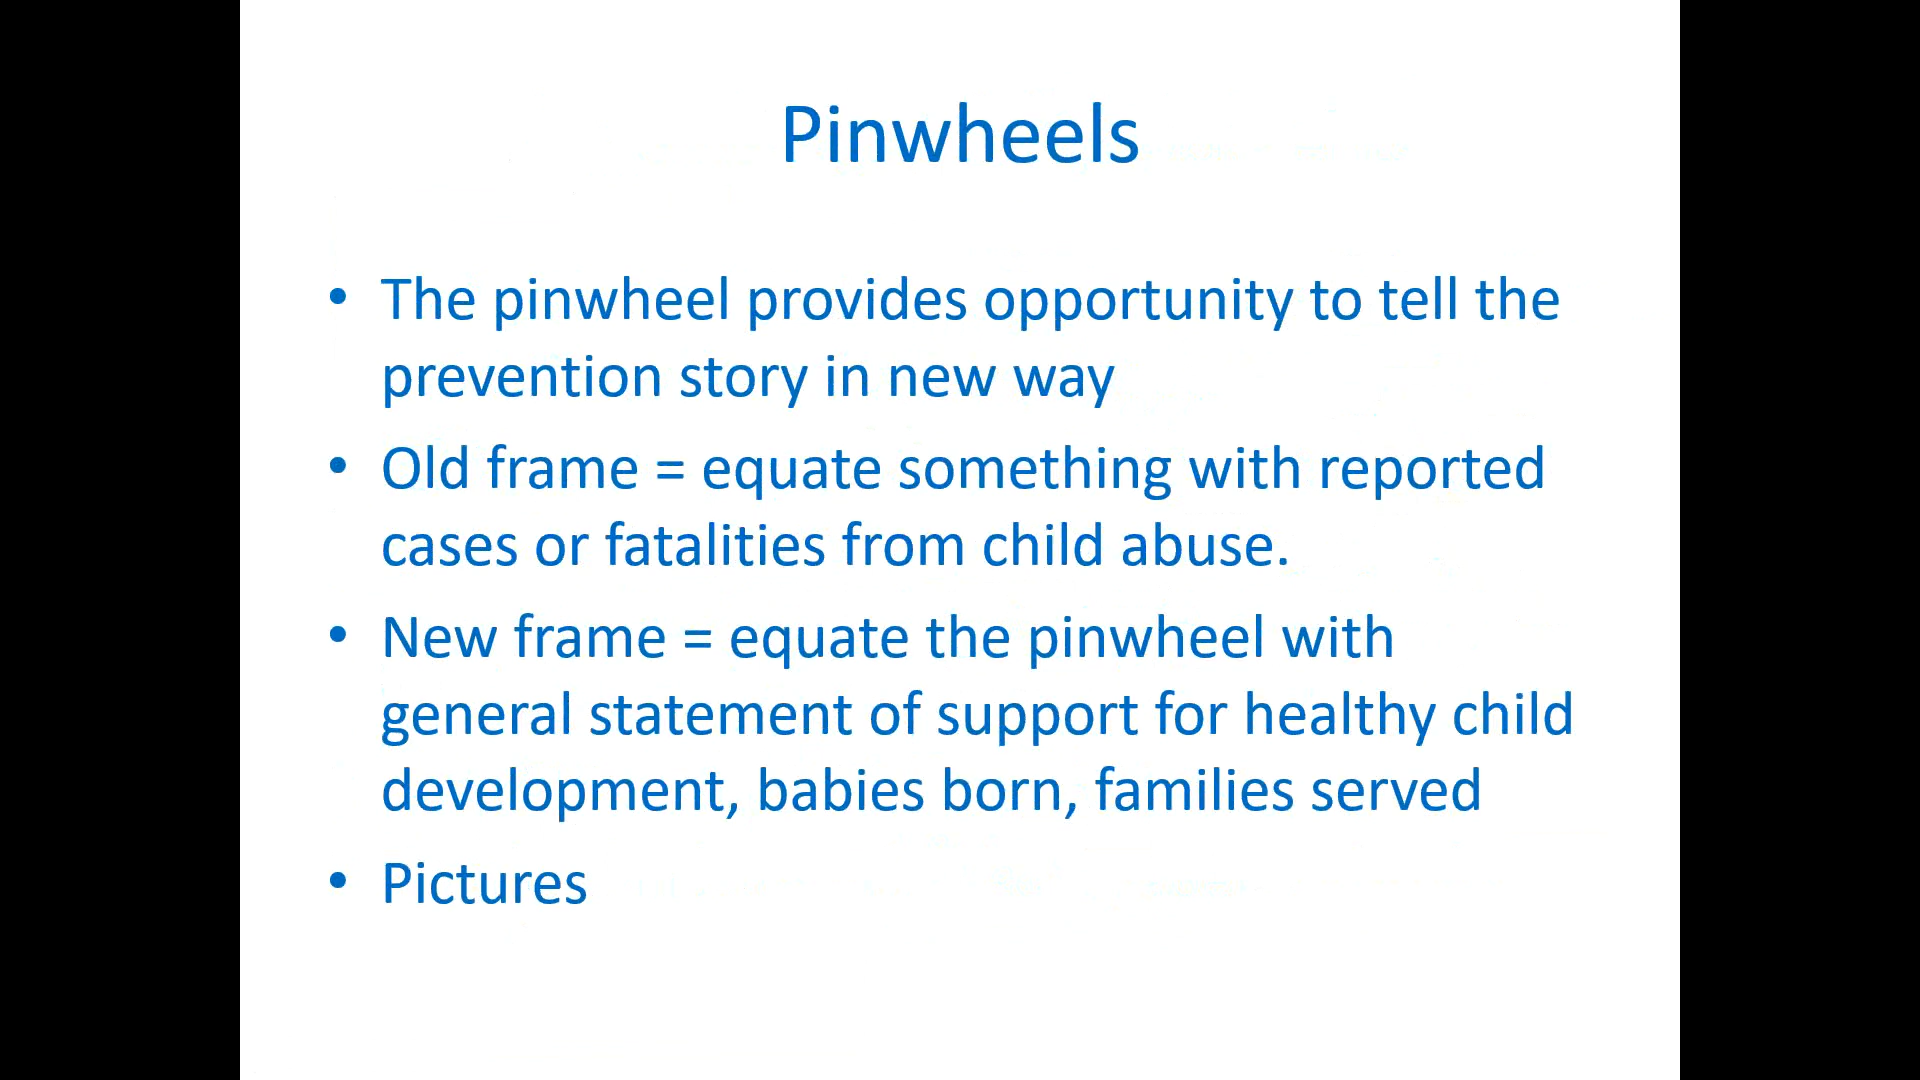 Pinwheels
• The pinwheel provides opportunity to tell the
prevention story in new way
• Old frame = equate something with reported
cases or fatalities from child abuse.
• New frame = equate the pinwheel with
general statement of support for healthy child
development, babies born, families served
• Pictures